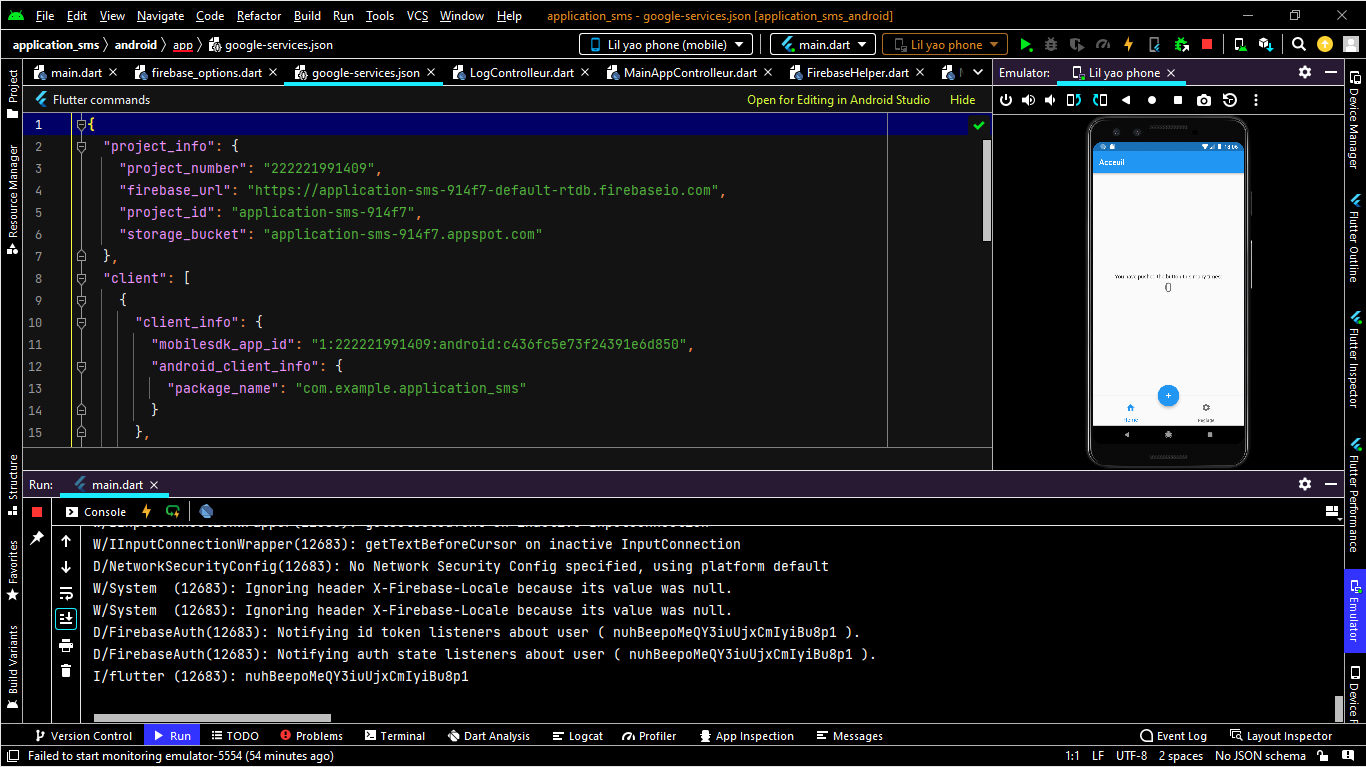 File Edit View Navigate Code Refactor Build Run Tools VCS Window Help application_sms - google-services.json [application_sms_android]
application_sms android app google-services.json Lil yao phone (mobile) main.dart Lil yao phone
main.dart firebase_options.dart google-services.json LogControlleur.dart MainAppControlleur.dart FirebaseHelper.dart Emulator: Lil yao phone
Flutter commands Open for Editing in Android Studio Hide
1 {
2 "project_info": {
3 "project_number": "222221991409",
4 "firebase_url": "https://application-sms-914f7-default-rtdb.firebaseio.com",
5 "project_id": "application-sms-914f7",
6 "storage_bucket": "application-sms-914f7.appspot.com"
7 },
8 "client": [
9 {
10 "client_info": {
11 "mobilesdk_app_id": "1:222221991409:android:c436fc5e73f24391e6d850",
12 "android_client_info": {
13 "package_name": "com.example.application_sms"
14 }
15 },
Acceuil
You have pushed the button this many times:
0
Home
Project
Resource Manager
Structure
Favorites
Build Variants
Device Manager
Flutter Outline
Flutter Inspector
Flutter Performance
Emulator
Run: main.dart
Console
W/IInputConnectionWrapper(12683): getTextBeforeCursor on inactive InputConnection
D/NetworkSecurityConfig(12683): No Network Security Config specified, using platform default
W/System (12683): Ignoring header X-Firebase-Locale because its value was null.
W/System (12683): Ignoring header X-Firebase-Locale because its value was null.
D/FirebaseAuth(12683): Notifying id token listeners about user ( nuhBeepoMeQY3iuUjxCmIyiBu8p1 ).
D/FirebaseAuth(12683): Notifying auth state listeners about user ( nuhBeepoMeQY3iuUjxCmIyiBu8p1 ).
I/flutter (12683): nuhBeepoMeQY3iuUjxCmIyiBu8p1
Version Control Run TODO Problems Terminal Dart Analysis Logcat Profiler App Inspection Messages Event Log Layout Inspector
Failed to start monitoring emulator-5554 (54 minutes ago) 1:1 LF UTF-8 2 spaces No JSON schema